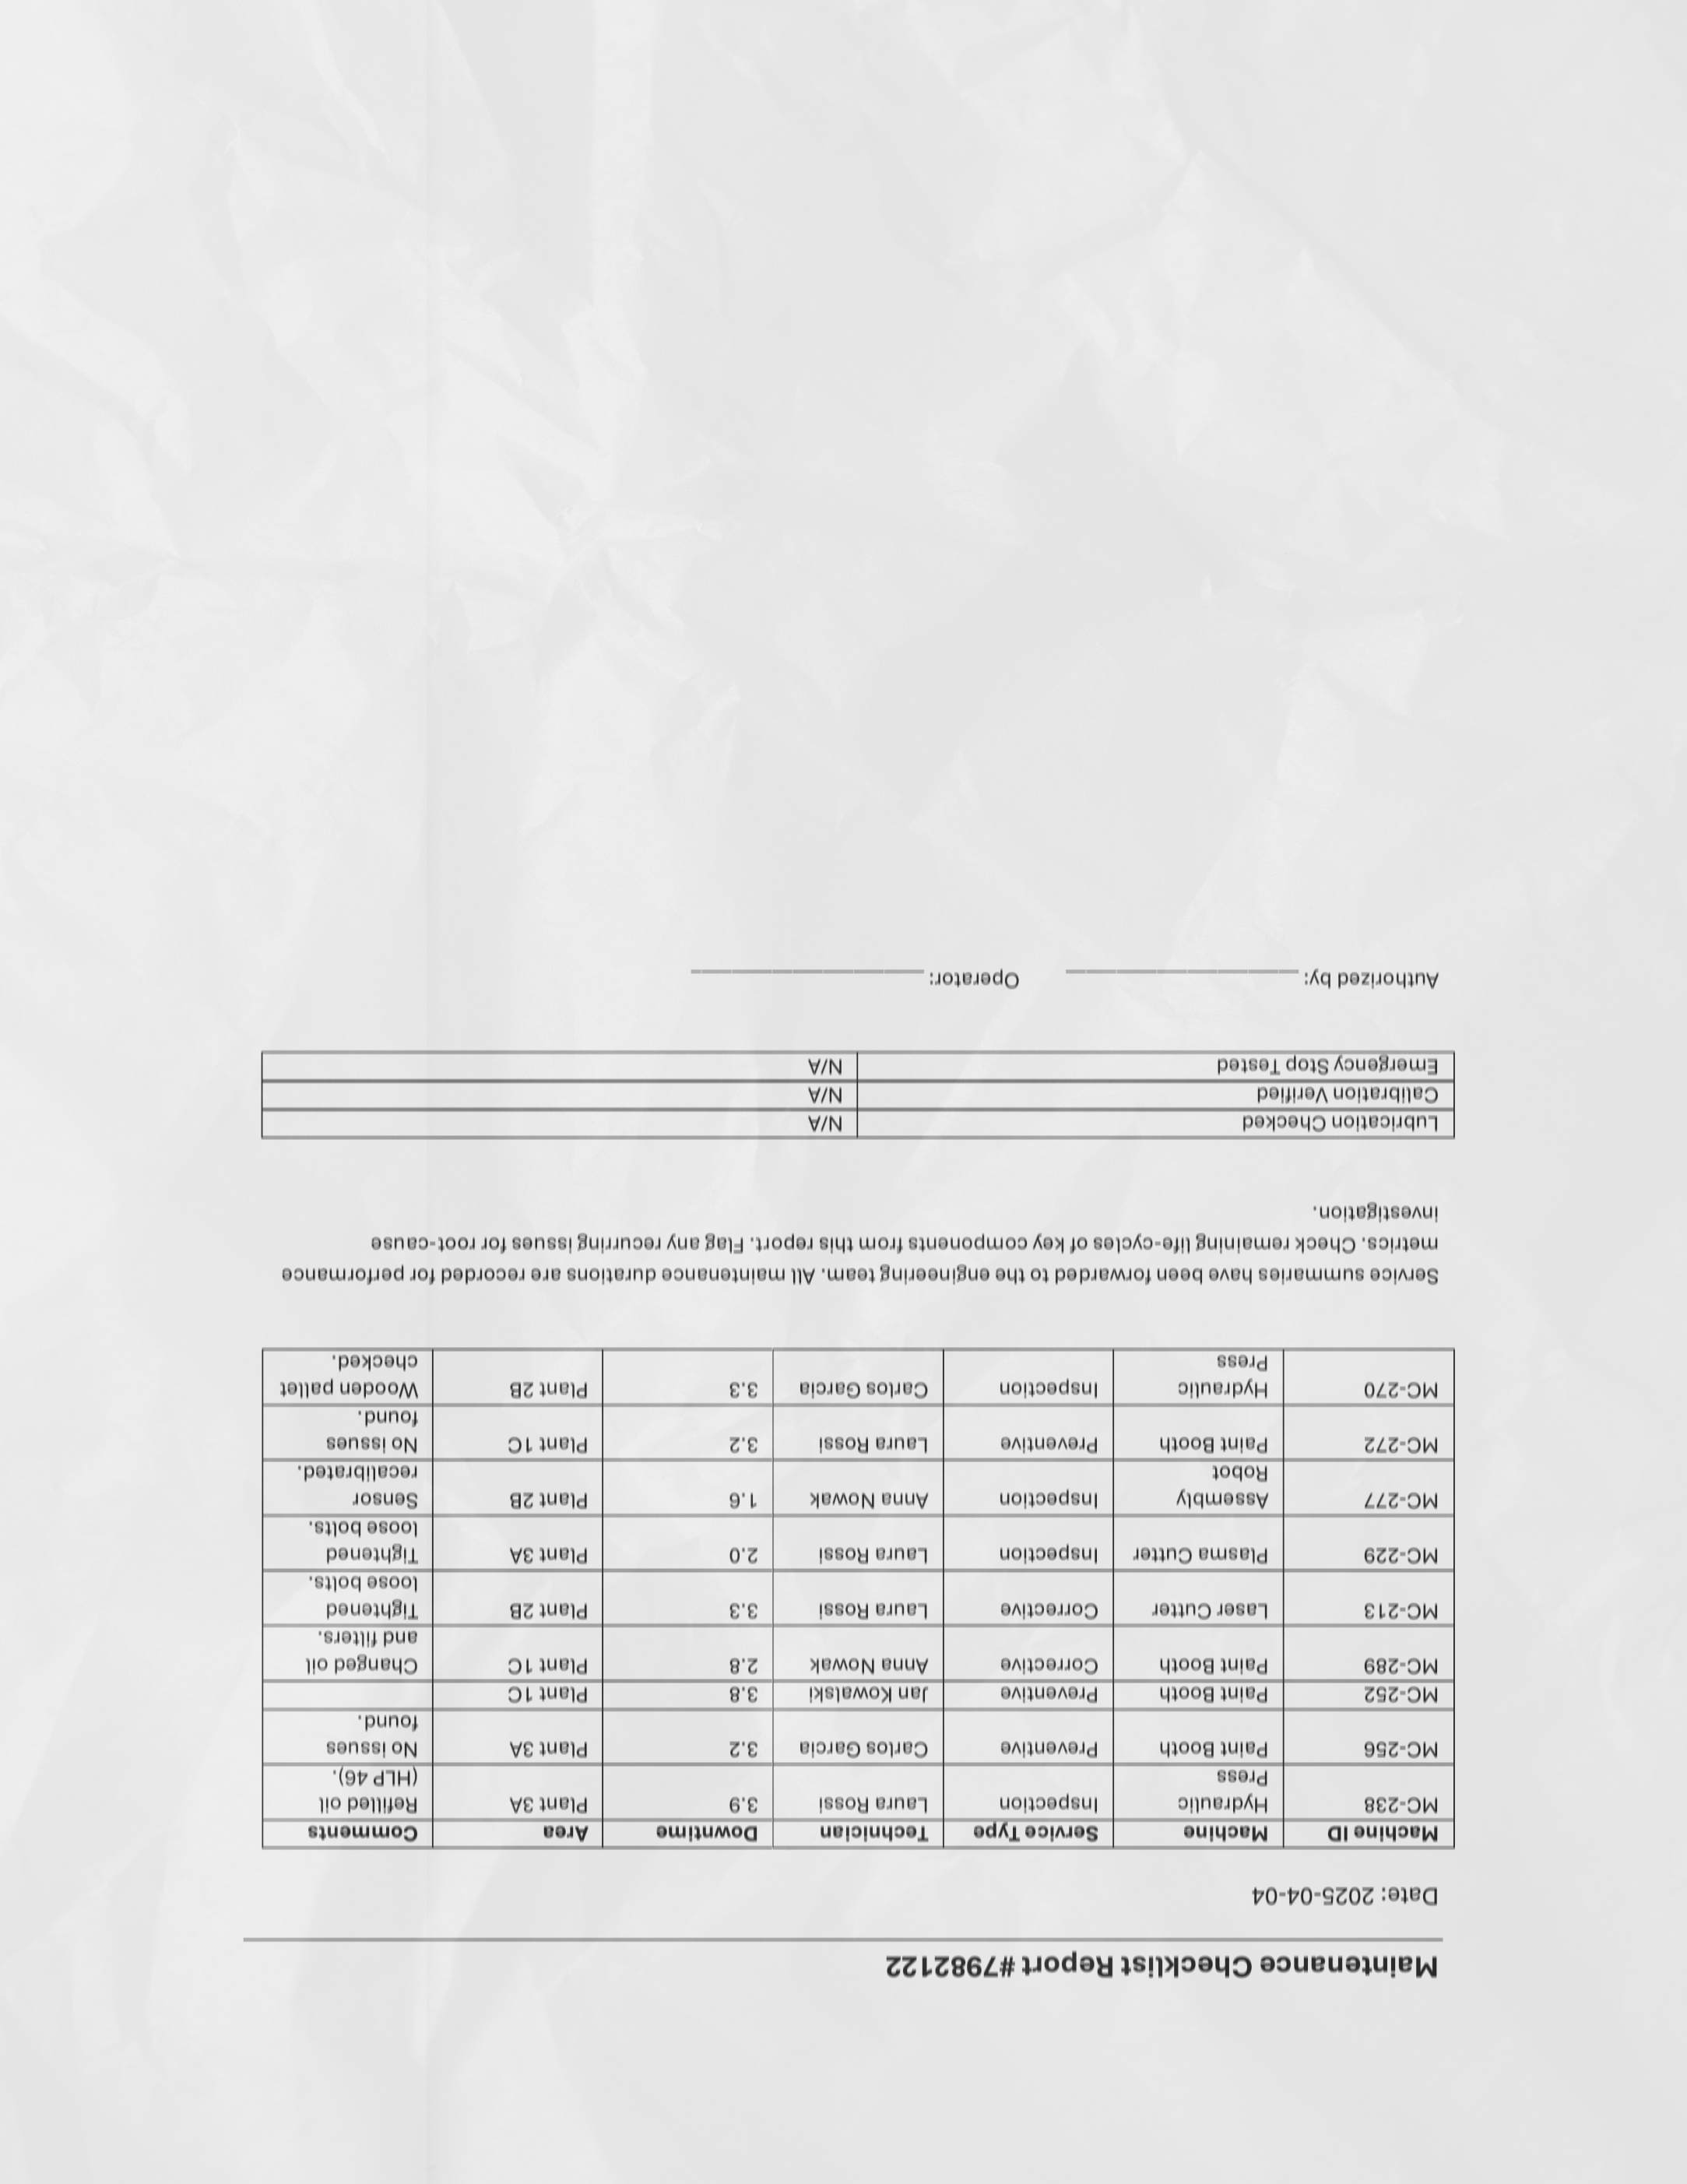 Maintenance Checklist Report #7982122
Date: 2025-04-04
Machine ID Machine Service Type Technician Downtime Area Comments
MC-238 Hydraulic Press Inspection Laura Rossi 3.9 Plant 3A Refilled oil (HLP 46).
MC-256 Paint Booth Preventive Carlos Garcia 3.2 Plant 3A No issues found.
MC-252 Paint Booth Preventive Jan Kowalski 3.8 Plant 1C
MC-289 Paint Booth Corrective Anna Nowak 2.8 Plant 1C Changed oil and filters.
MC-213 Laser Cutter Corrective Laura Rossi 3.3 Plant 2B Tightened loose bolts.
MC-229 Plasma Cutter Inspection Laura Rossi 2.0 Plant 3A Tightened loose bolts.
MC-277 Assembly Robot Inspection Anna Nowak 1.6 Plant 2B Sensor recalibrated.
MC-272 Paint Booth Preventive Laura Rossi 3.2 Plant 1C No issues found.
MC-270 Hydraulic Press Inspection Carlos Garcia 3.3 Plant 2B Wooden pallet checked.
Service summaries have been forwarded to the engineering team. All maintenance durations are recorded for performance
metrics. Check remaining life-cycles of key components from this report. Flag any recurring issues for root-cause
investigation.
Lubrication Checked N/A
Calibration Verified N/A
Emergency Stop Tested N/A
Authorized by: ____________________ Operator: ____________________